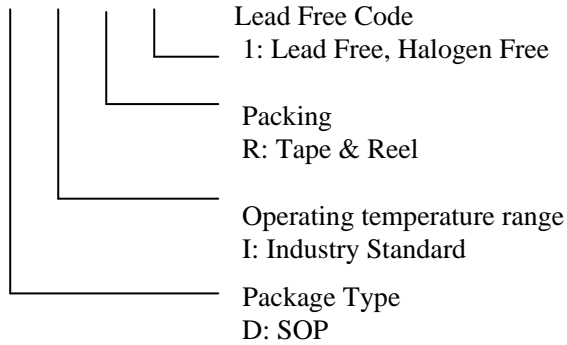 Lead Free Code
1: Lead Free, Halogen Free
Packing
R: Tape & Reel
Operating temperature range
I: Industry Standard
Package Type
D: SOP